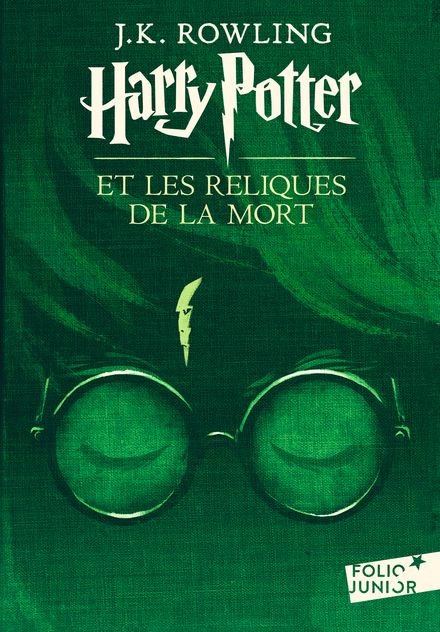 J.K. ROWLING
Harry Potter
ET LES RELIQUES
DE LA MORT
FOLIO
JUNIOR